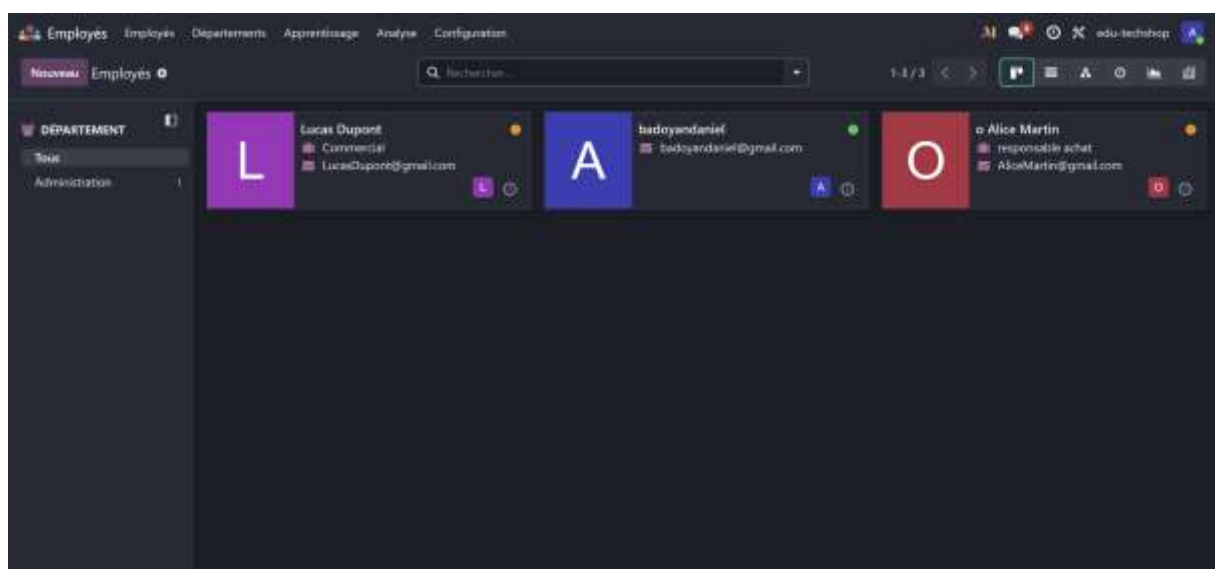 Employés Employés Départements Apprentissage Analyse Configuration edu-techshop A
Nouveau Employés Rechercher... 1-3 / 3
DÉPARTEMENT
Tous
Administration 1
L
Lucas Dupont
Commercial
LucasDupont@gmail.com
L
A
badoyandaniel
badoyandaniel@gmail.com
A
O
o Alice Martin
responsable achat
AliceMartin@gmail.com
O